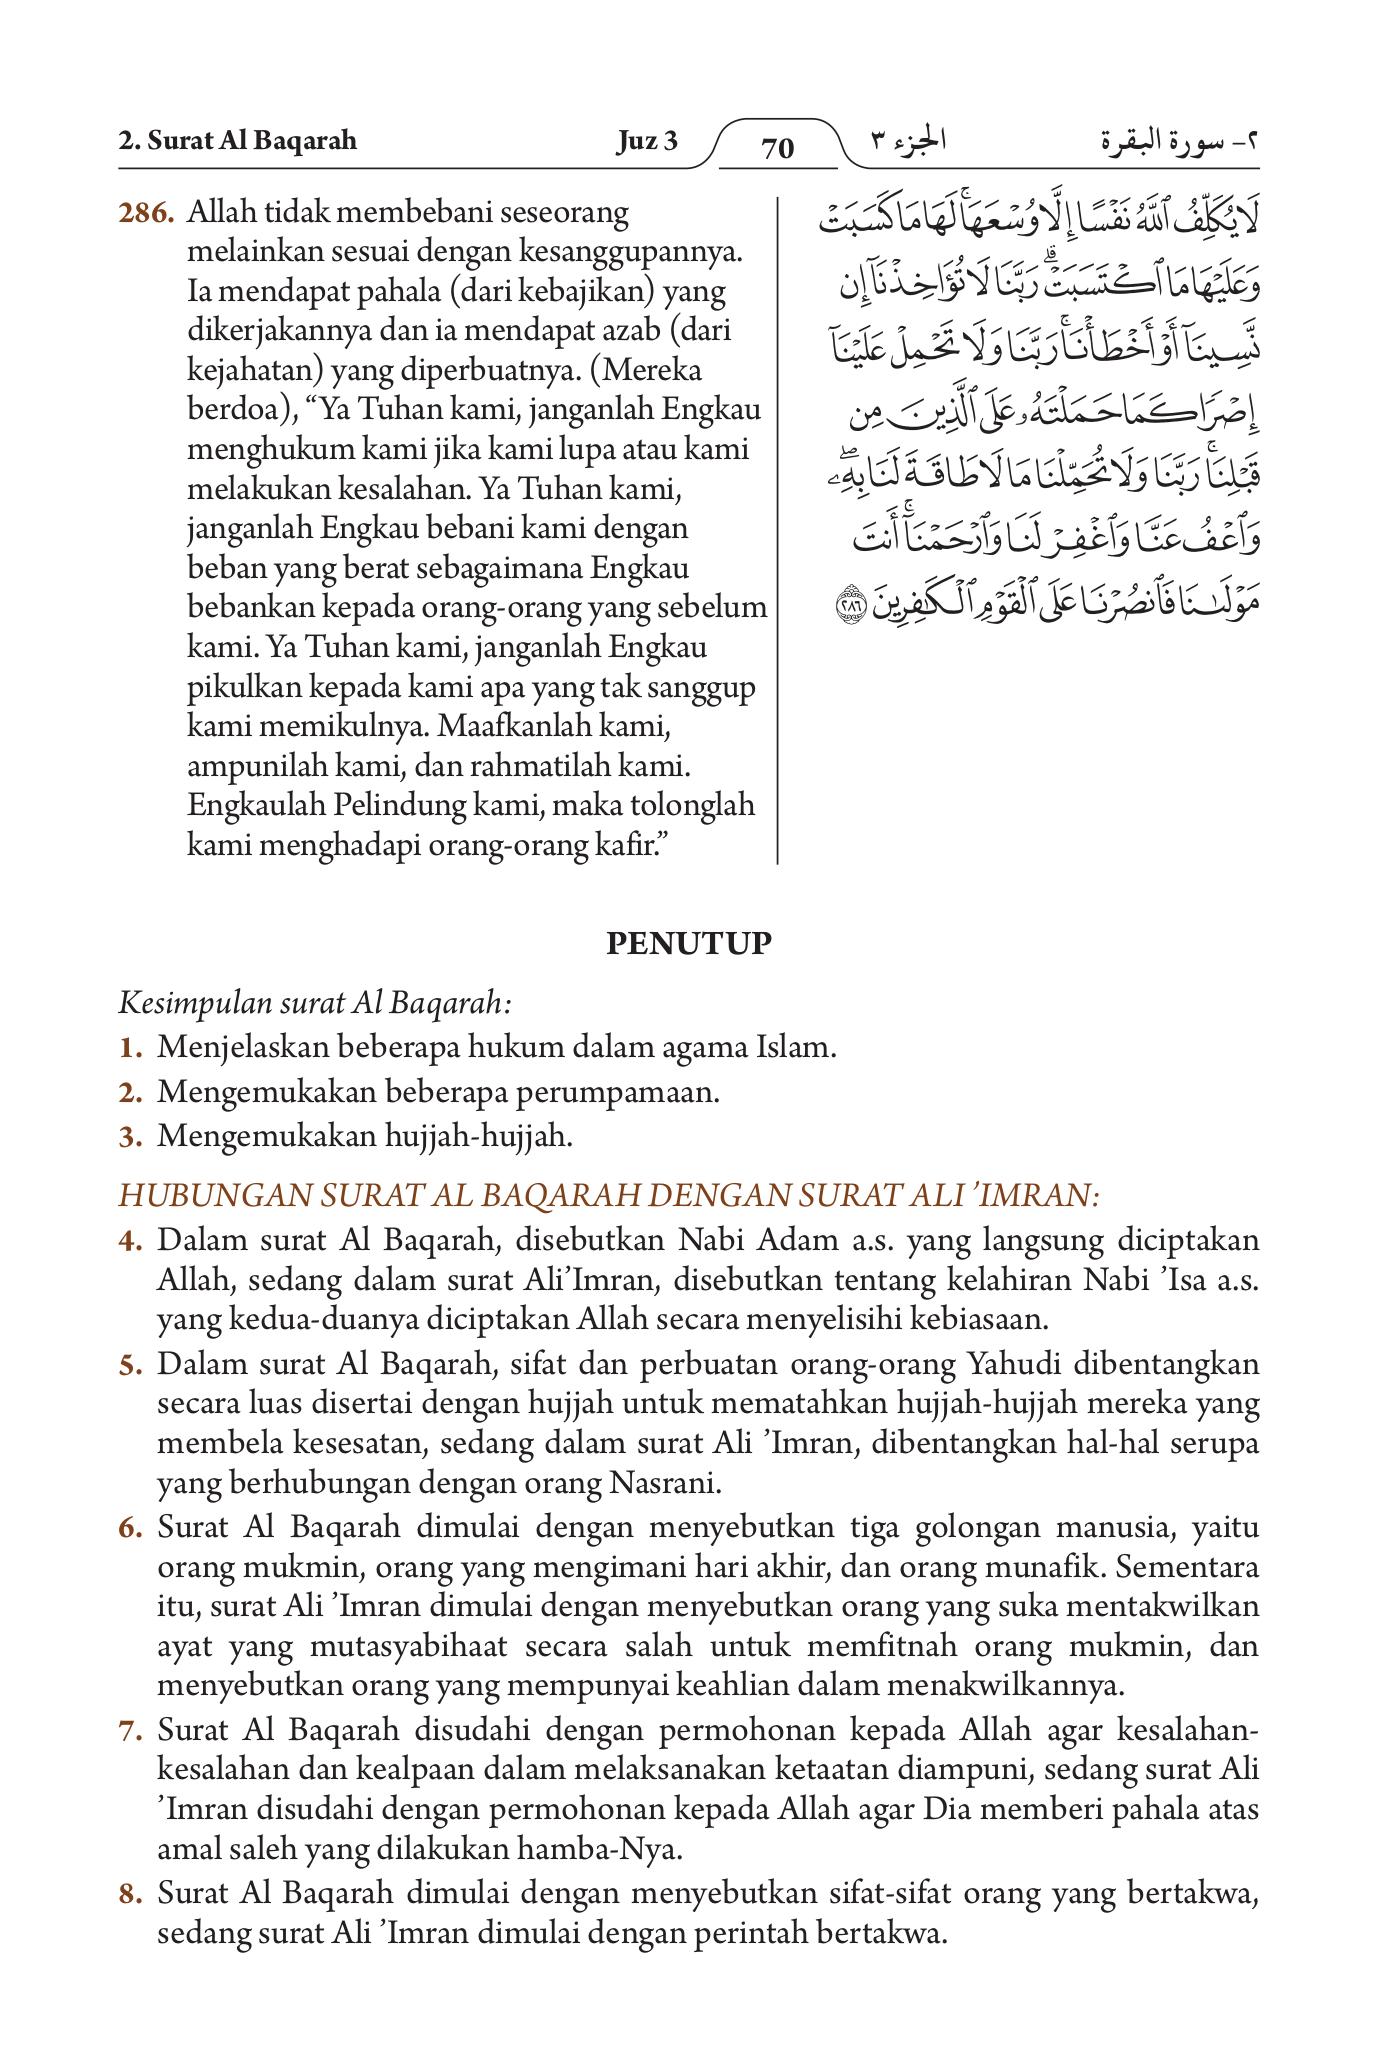 2. Surat Al Baqarah
Juz 3
70
الجزء ٣
٢- سورة البقرة
286. Allah tidak membebani seseorang
melainkan sesuai dengan kesanggupannya.
Ia mendapat pahala (dari kebajikan) yang
dikerjakannya dan ia mendapat azab (dari
kejahatan) yang diperbuatnya. (Mereka
berdoa), “Ya Tuhan kami, janganlah Engkau
menghukum kami jika kami lupa atau kami
melakukan kesalahan. Ya Tuhan kami,
janganlah Engkau bebani kami dengan
beban yang berat sebagaimana Engkau
bebankan kepada orang-orang yang sebelum
kami. Ya Tuhan kami, janganlah Engkau
pikulkan kepada kami apa yang tak sanggup
kami memikulnya. Maafkanlah kami,
ampunilah kami, dan rahmatilah kami.
Engkaulah Pelindung kami, maka tolonglah
kami menghadapi orang-orang kafir.”
لَا يُكَلِّفُ ٱللَّهُ نَفْسًا إِلَّا وُسْعَهَاۚ لَهَا مَا كَسَبَتْ
وَعَلَيْهَا مَا ٱكْتَسَبَتْۗ رَبَّنَا لَا تُؤَاخِذْنَآ إِن
نَّسِينَآ أَوْ أَخْطَأْنَاۚ رَبَّنَا وَلَا تَحْمِلْ عَلَيْنَآ
إِصْرًا كَمَا حَمَلْتَهُۥ عَلَى ٱلَّذِينَ مِن
قَبْلِنَاۚ رَبَّنَا وَلَا تُحَمِّلْنَا مَا لَا طَاقَةَ لَنَا بِهِۦۖ
وَٱعْفُ عَنَّا وَٱغْفِرْ لَنَا وَٱرْحَمْنَآۚ أَنتَ
مَوْلَىٰنَا فَٱنصُرْنَا عَلَى ٱلْقَوْمِ ٱلْكَٰفِرِينَ ٢٨٦
PENUTUP
Kesimpulan surat Al Baqarah:
1. Menjelaskan beberapa hukum dalam agama Islam.
2. Mengemukakan beberapa perumpamaan.
3. Mengemukakan hujjah-hujjah.
HUBUNGAN SURAT AL BAQARAH DENGAN SURAT ALI ’IMRAN:
4. Dalam surat Al Baqarah, disebutkan Nabi Adam a.s. yang langsung diciptakan
Allah, sedang dalam surat Ali’Imran, disebutkan tentang kelahiran Nabi ’Isa a.s.
yang kedua-duanya diciptakan Allah secara menyelisihi kebiasaan.
5. Dalam surat Al Baqarah, sifat dan perbuatan orang-orang Yahudi dibentangkan
secara luas disertai dengan hujjah untuk mematahkan hujjah-hujjah mereka yang
membela kesesatan, sedang dalam surat Ali ’Imran, dibentangkan hal-hal serupa
yang berhubungan dengan orang Nasrani.
6. Surat Al Baqarah dimulai dengan menyebutkan tiga golongan manusia, yaitu
orang mukmin, orang yang mengimani hari akhir, dan orang munafik. Sementara
itu, surat Ali ’Imran dimulai dengan menyebutkan orang yang suka mentakwilkan
ayat yang mutasyabihaat secara salah untuk memfitnah orang mukmin, dan
menyebutkan orang yang mempunyai keahlian dalam menakwilkannya.
7. Surat Al Baqarah disudahi dengan permohonan kepada Allah agar kesalahan-
kesalahan dan kealpaan dalam melaksanakan ketaatan diampuni, sedang surat Ali
’Imran disudahi dengan permohonan kepada Allah agar Dia memberi pahala atas
amal saleh yang dilakukan hamba-Nya.
8. Surat Al Baqarah dimulai dengan menyebutkan sifat-sifat orang yang bertakwa,
sedang surat Ali ’Imran dimulai dengan perintah bertakwa.